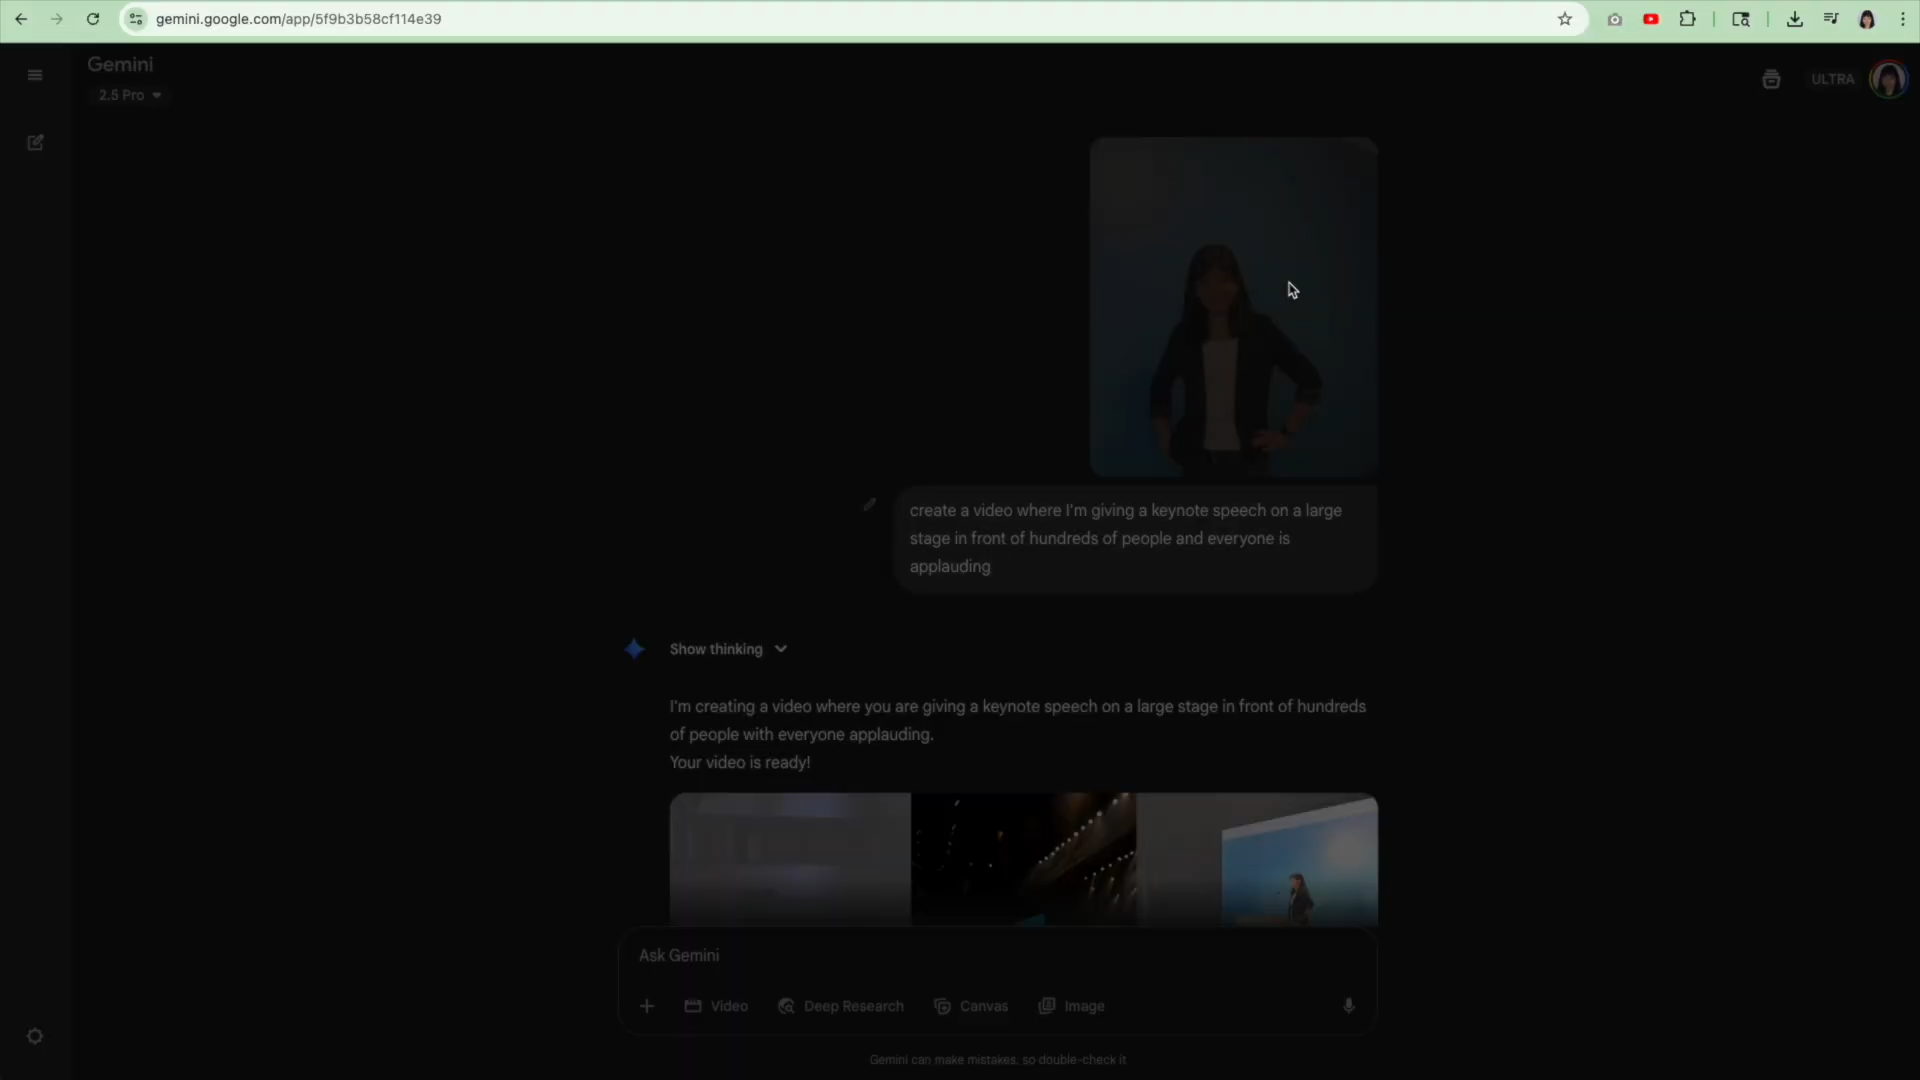 gemini.google.com/app/5f9b3b58cf114e39
Gemini
2.5 Pro
ULTRA
create a video where I'm giving a keynote speech on a large
stage in front of hundreds of people and everyone is
applauding
Show thinking
I'm creating a video where you are giving a keynote speech on a large stage in front of hundreds
of people with everyone applauding.
Your video is ready!
Ask Gemini
Video Deep Research Canvas Image
Gemini can make mistakes, so double-check it